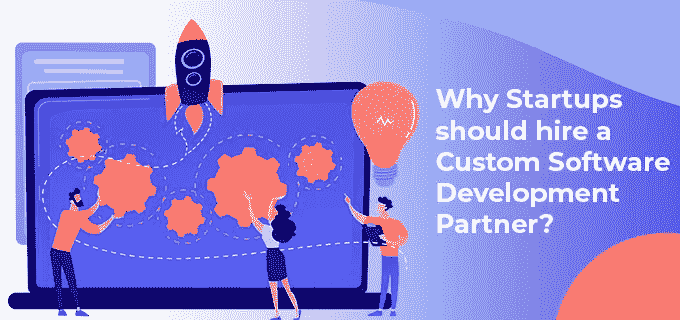 Why Startups
should hire a
Custom Software
Development
Partner?